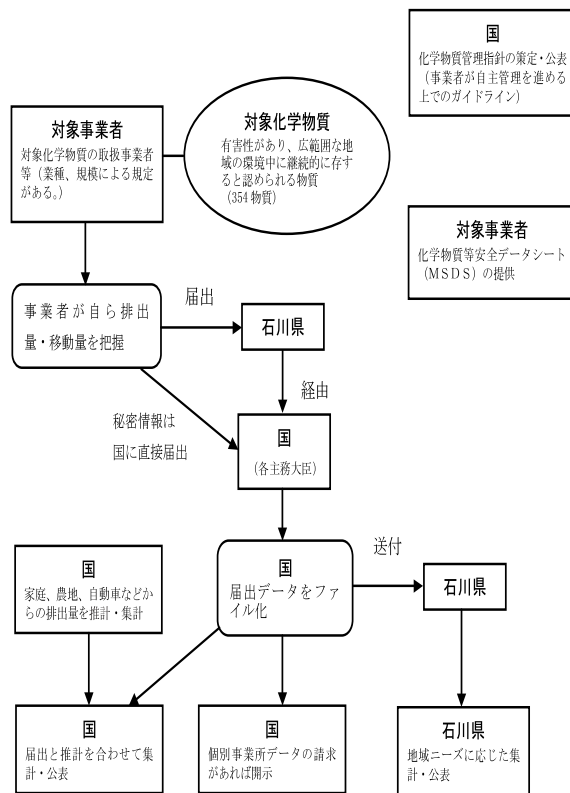 国
化学物質管理指針の策定・公表
（事業者が自主管理を進める
上でのガイドライン）
対象事業者
対象化学物質の取扱事業者
等（業種、規模による規定
がある。）
対象化学物質
有害性があり、広範囲な地
域の環境中に継続的に存す
ると認められる物質
（354 物質）
対象事業者
化学物質等安全データシート
（ＭＳＤＳ）の提供
事業者が自ら排出
量・移動量を把握
届出
石川県
経由
秘密情報は
国に直接届出
国
（各主務大臣）
国
届出データをファ
イル化
送付
石川県
国
家庭、農地、自動車などか
らの排出量を推計・集計
国
届出と推計を合わせて集
計・公表
国
個別事業所データの請求
があれば開示
石川県
地域ニーズに応じた集
計・公表